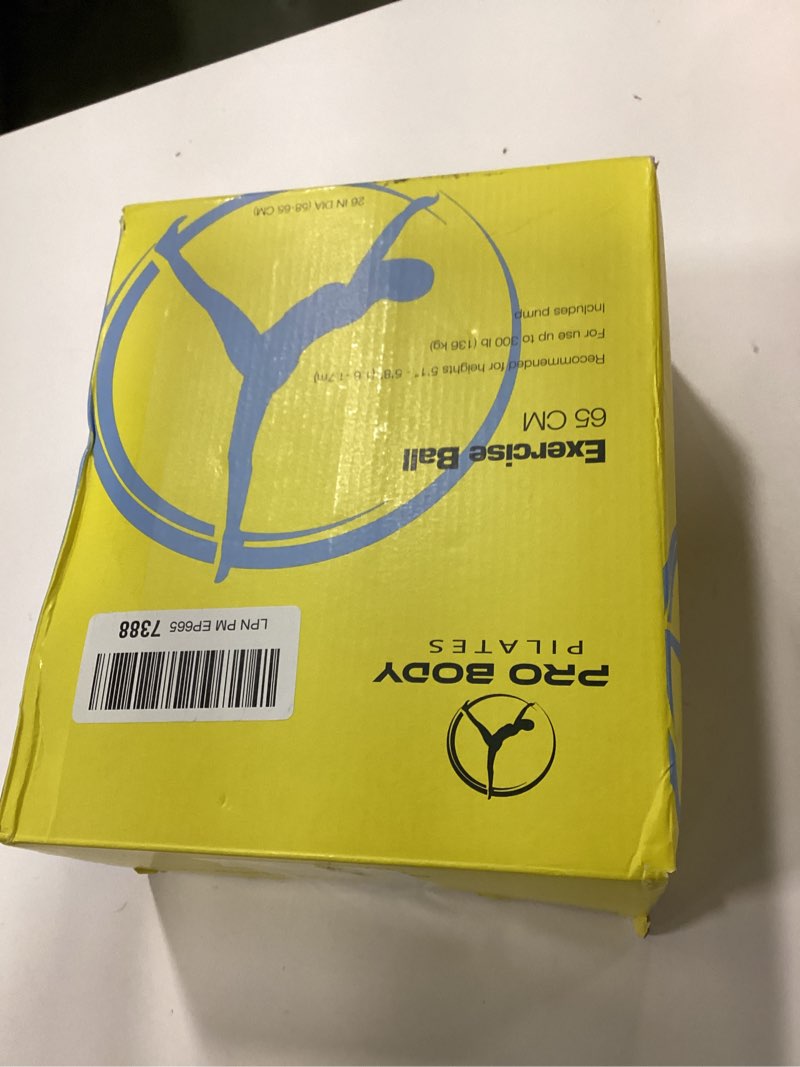 PRO BODY
PILATES
LPN PM EP665 7388
Exercise Ball
65 CM
Recommended for heights 5'1" - 5'8" (1.6 - 1.7m)
For use up to 300 lb (136 kg)
Includes pump
26 IN DIA (58-65 CM)